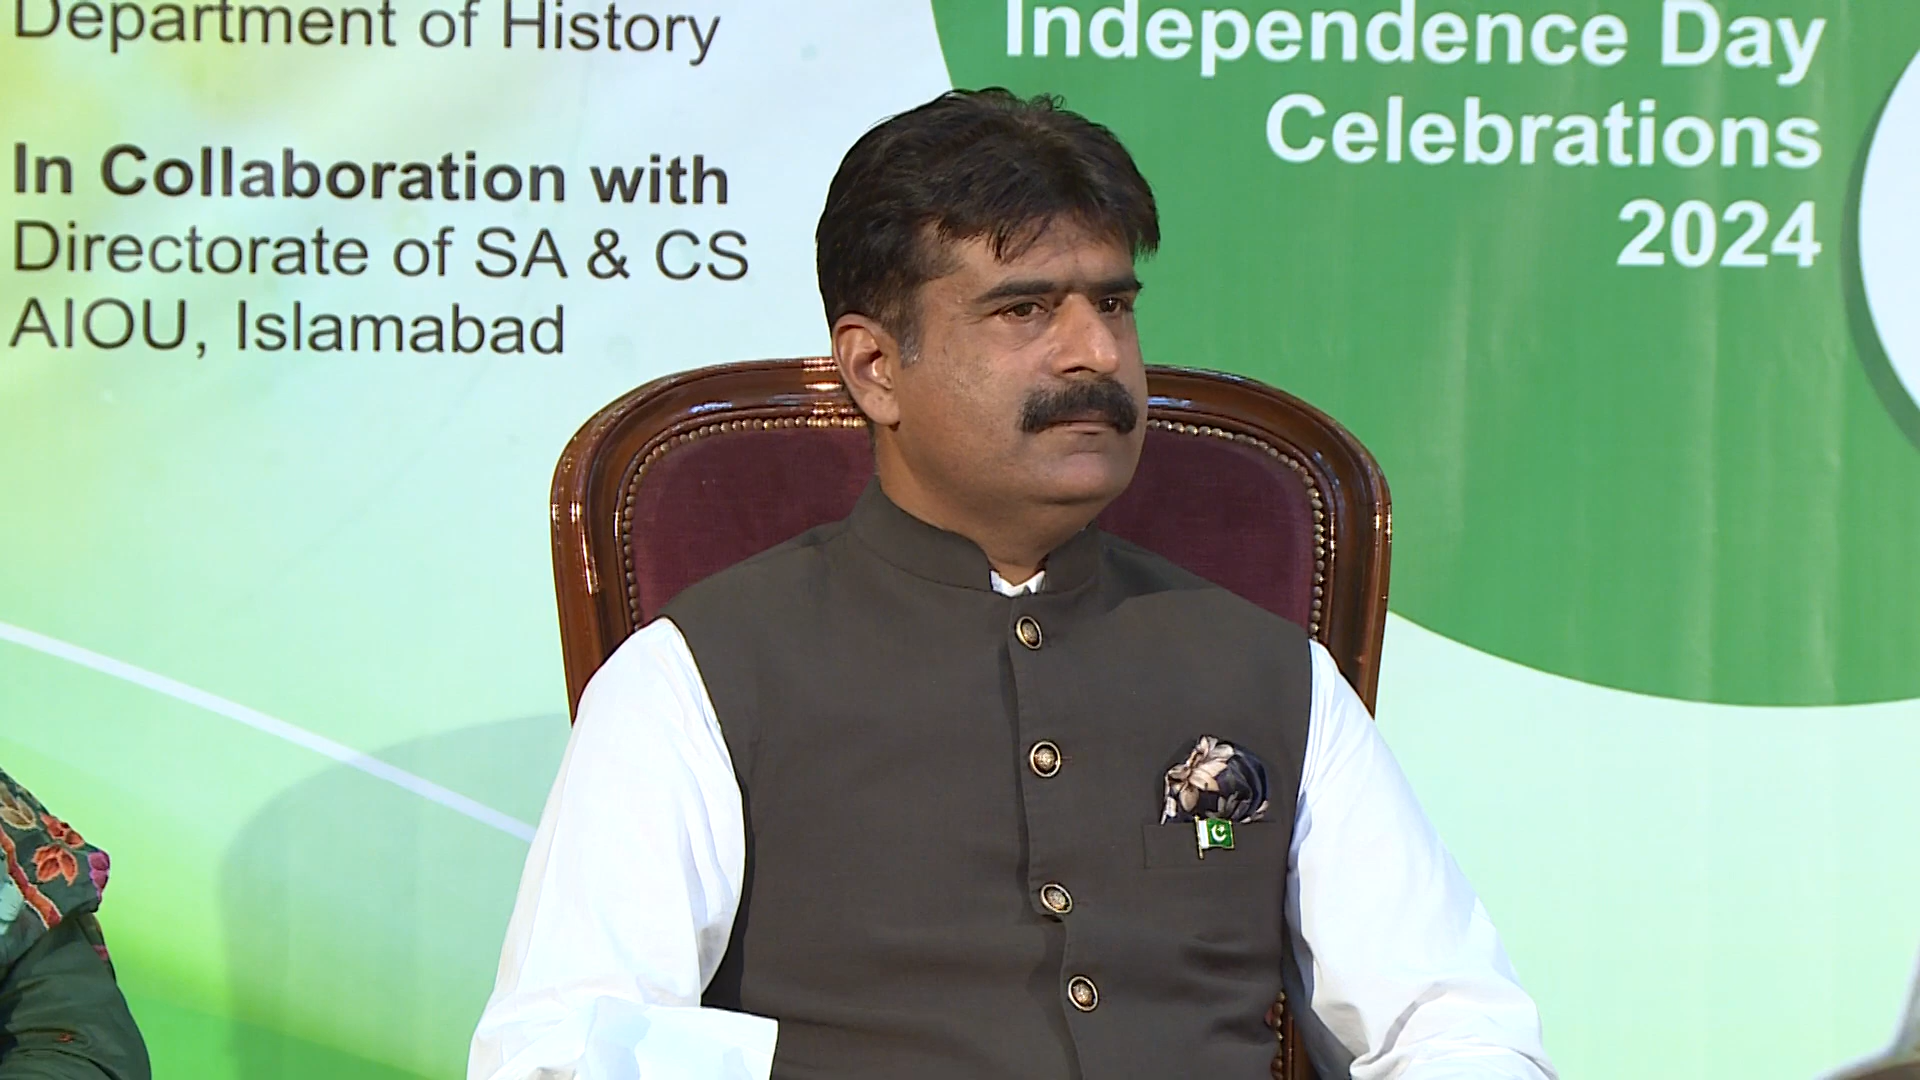 Department of History
In Collaboration with
Directorate of SA & CS
AIOU, Islamabad
Independence Day
Celebrations
2024